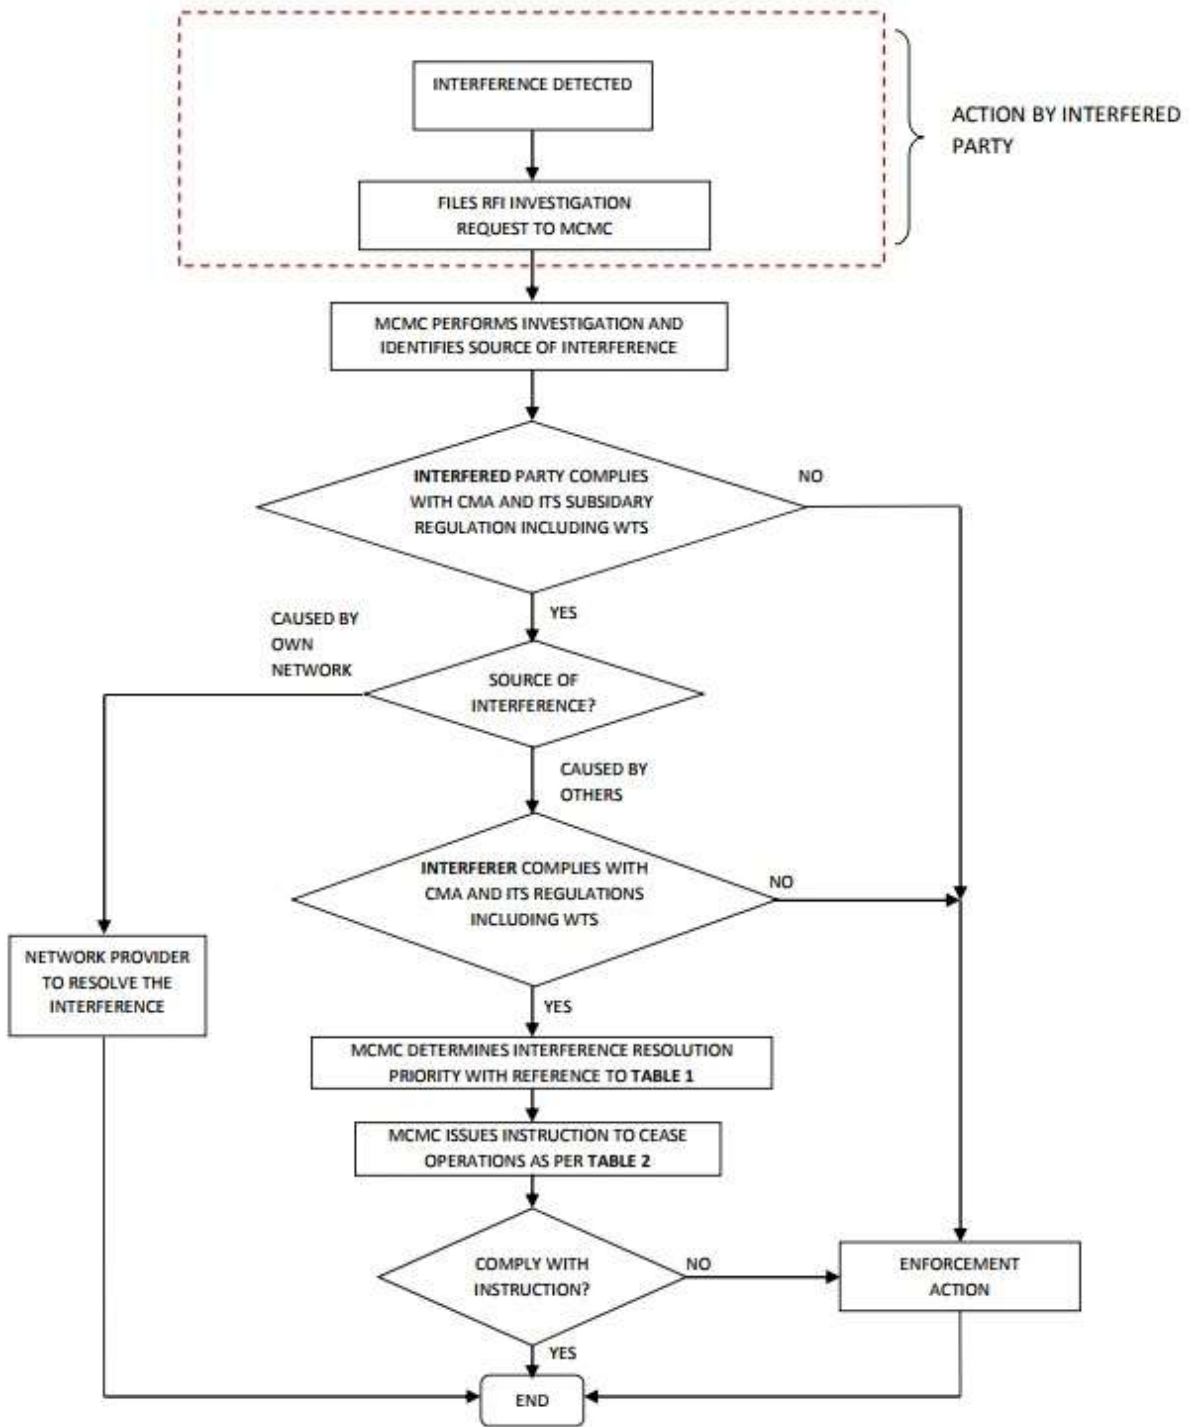 INTERFERENCE DETECTED
ACTION BY INTERFERED
PARTY
FILES RFI INVESTIGATION
REQUEST TO MCMC
MCMC PERFORMS INVESTIGATION AND
IDENTIFIES SOURCE OF INTERFERENCE
INTERFERED PARTY COMPLIES
WITH CMA AND ITS SUBSIDARY
REGULATION INCLUDING WTS
NO
YES
CAUSED BY
OWN
NETWORK
SOURCE OF
INTERFERENCE?
CAUSED BY
OTHERS
INTERFERER COMPLIES WITH
CMA AND ITS REGULATIONS
INCLUDING WTS
NO
NETWORK PROVIDER
TO RESOLVE THE
INTERFERENCE
YES
MCMC DETERMINES INTERFERENCE RESOLUTION
PRIORITY WITH REFERENCE TO TABLE 1
MCMC ISSUES INSTRUCTION TO CEASE
OPERATIONS AS PER TABLE 2
COMPLY WITH
INSTRUCTION?
NO
ENFORCEMENT
ACTION
YES
END